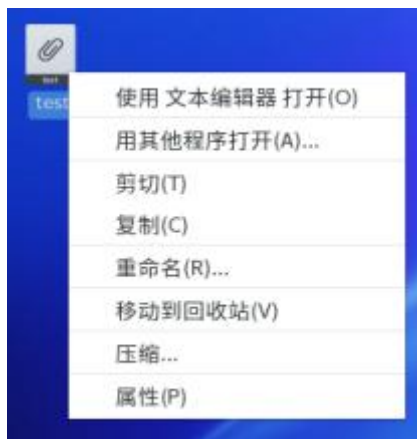 test
test
使用 文本编辑器 打开(O)
用其他程序打开(A)...
剪切(T)
复制(C)
重命名(R)...
移动到回收站(V)
压缩...
属性(P)